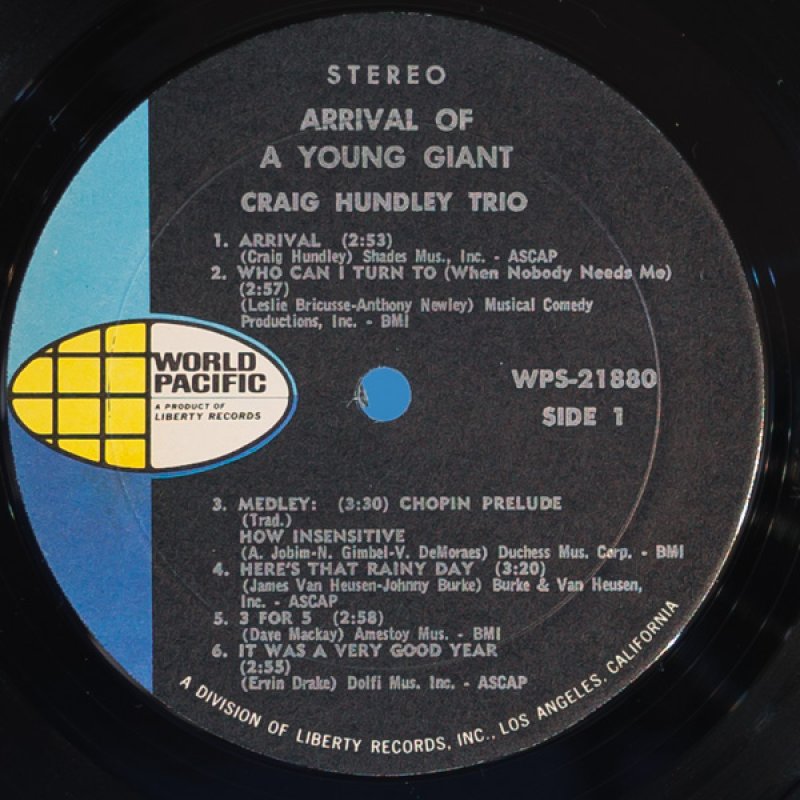 STEREO
ARRIVAL OF
A YOUNG GIANT
CRAIG HUNDLEY TRIO
1. ARRIVAL (2:53)
(Craig Hundley) Shades Mus., Inc. - ASCAP
2. WHO CAN I TURN TO (When Nobody Needs Me)
(2:57)
(Leslie Bricusse-Anthony Newley) Musical Comedy
Productions, Inc. - BMI
WORLD
PACIFIC
A PRODUCT OF
LIBERTY RECORDS
WPS-21880
SIDE 1
3. MEDLEY: (3:30) CHOPIN PRELUDE
(Trad.)
HOW INSENSITIVE
(A. Jobim-N. Gimbel-V. DeMoraes) Duchess Mus. Corp. - BMI
4. HERE'S THAT RAINY DAY (3:20)
(James Van Heusen-Johnny Burke) Burke & Van Heusen,
Inc. - ASCAP
5. 3 FOR 5 (2:58)
(Dave Mackay) Amestoy Mus. - BMI
6. IT WAS A VERY GOOD YEAR
(2:55)
(Ervin Drake) Dolfi Mus. Inc. - ASCAP
A DIVISION OF LIBERTY RECORDS, INC., LOS ANGELES, CALIFORNIA